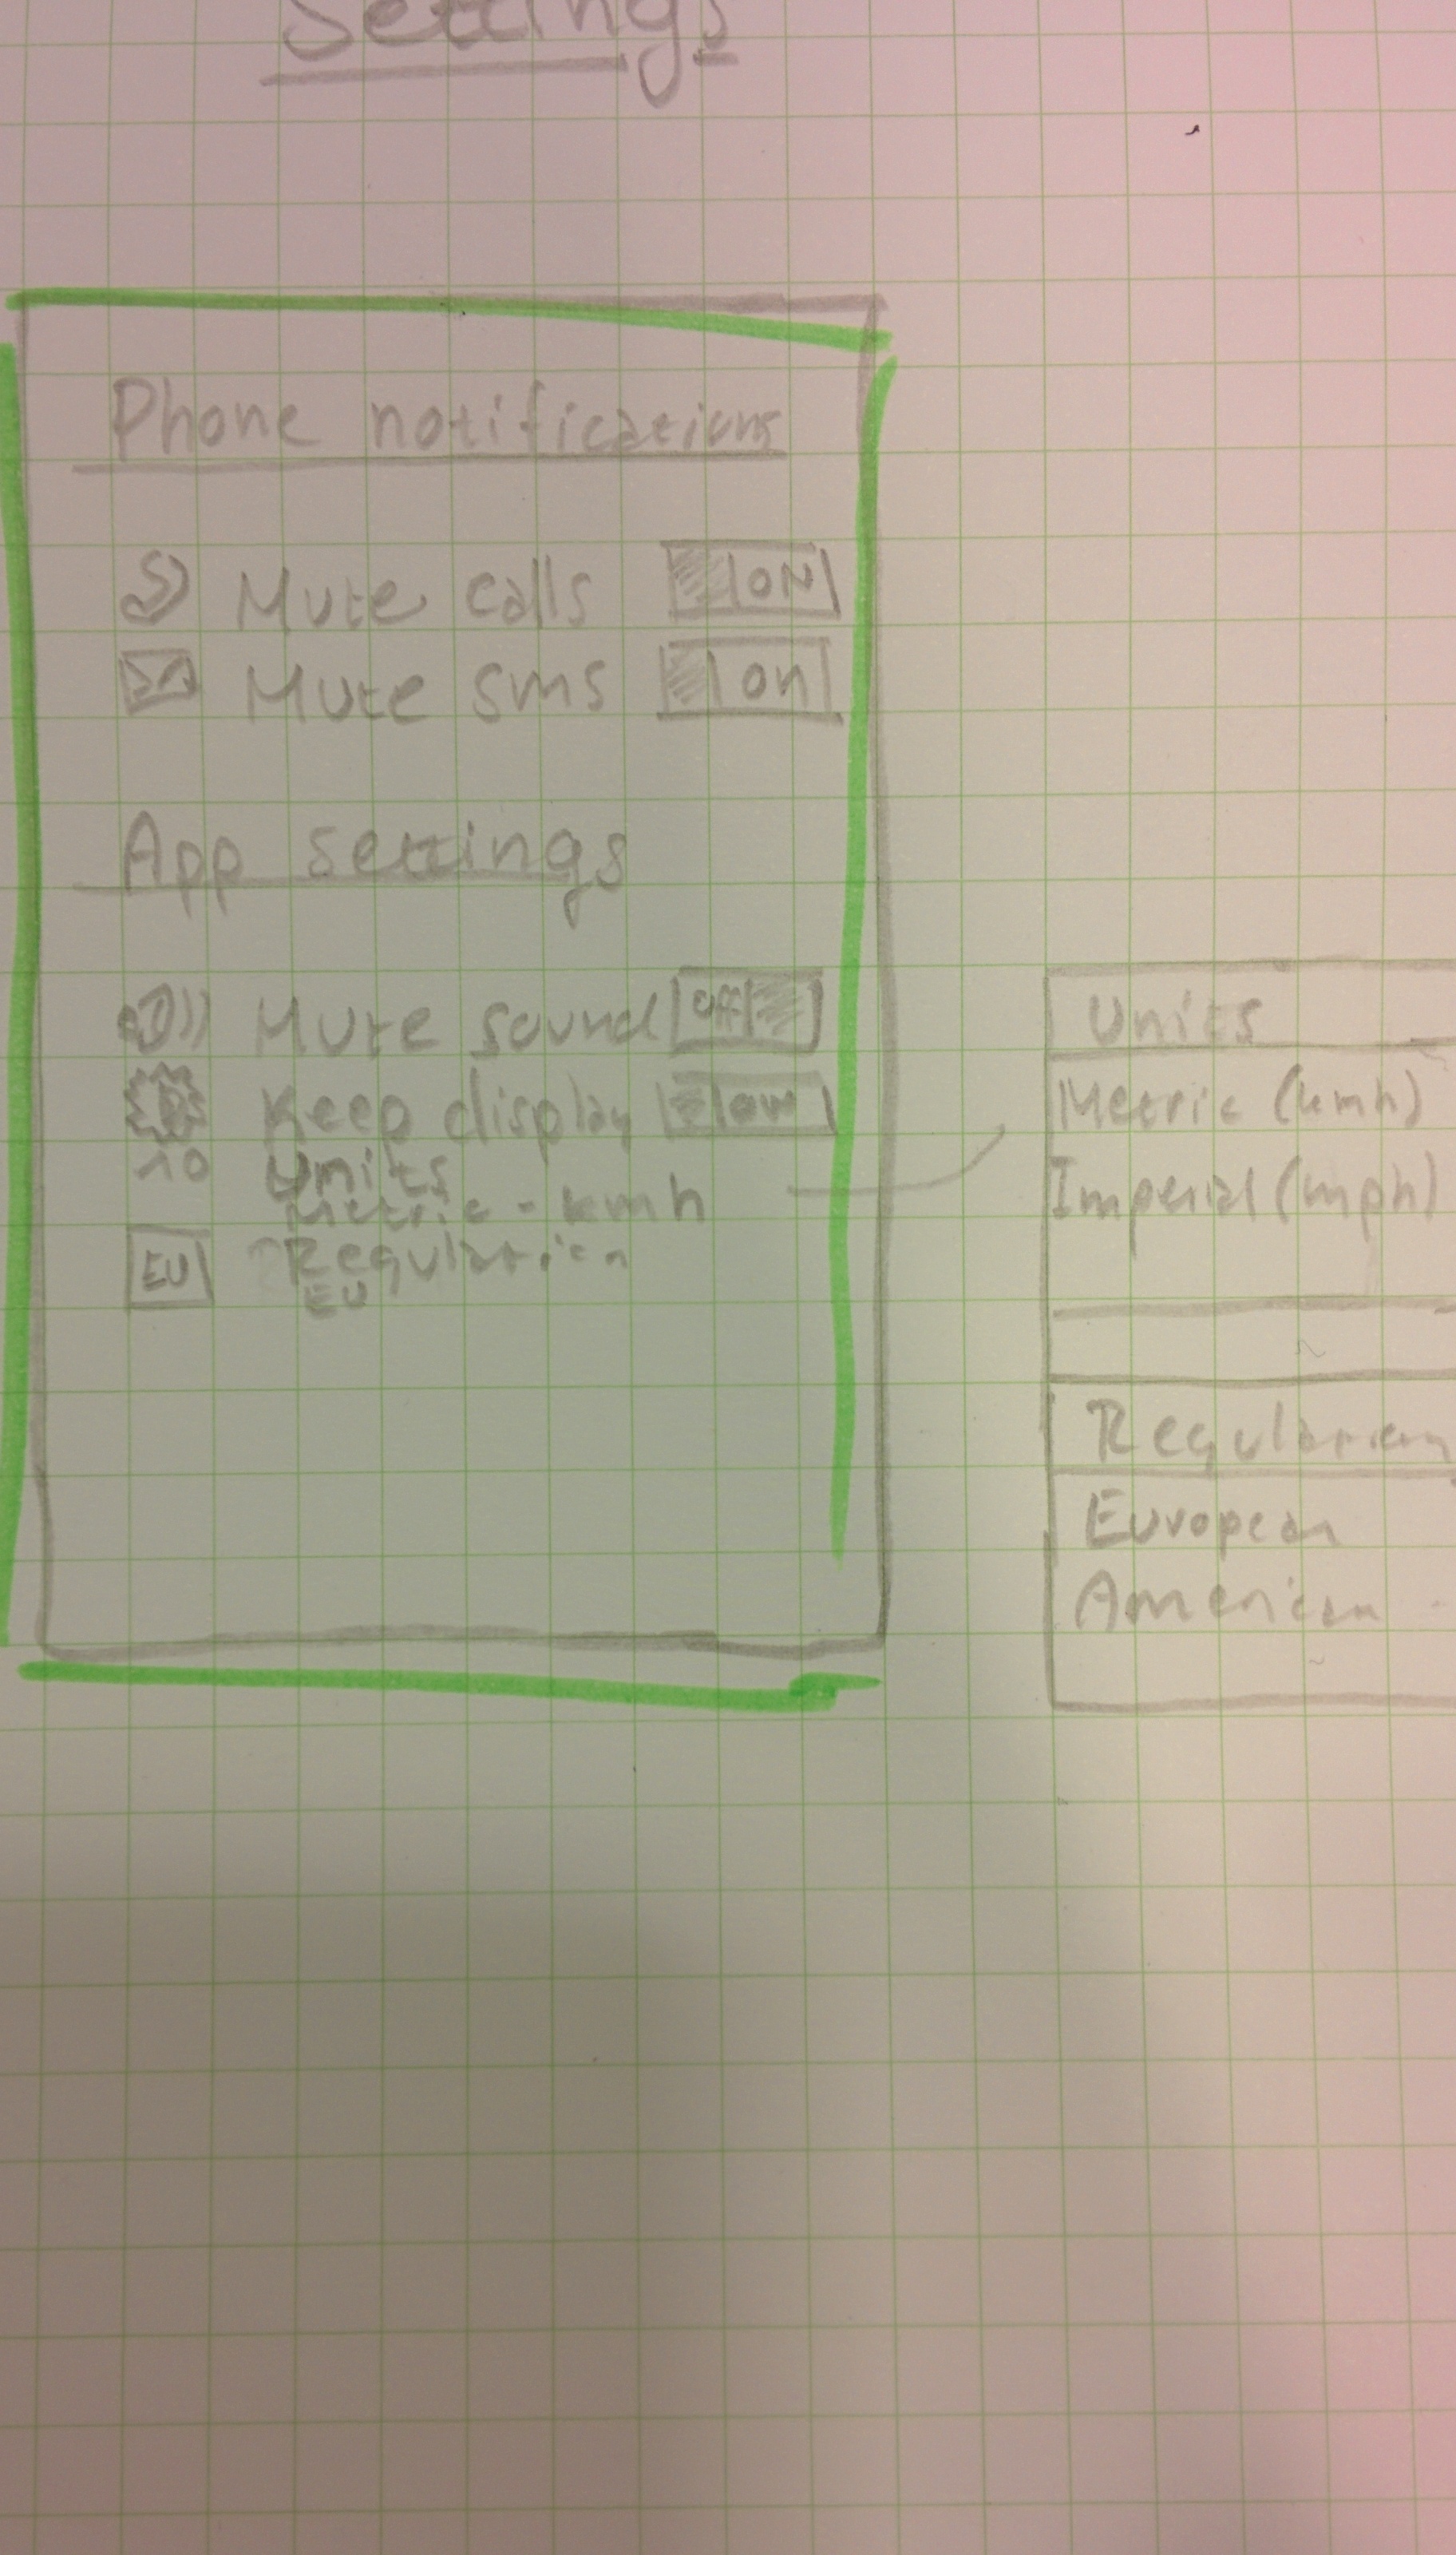 Settings
Phone notifications
Mute calls ON
Mute sms on
App settings
Mute sound Off
Keep display on
10 Units
Metric - kmh
EU Regulation
EU
Units
Metric (kmh)
Imperial (mph)
Regulation
European
American